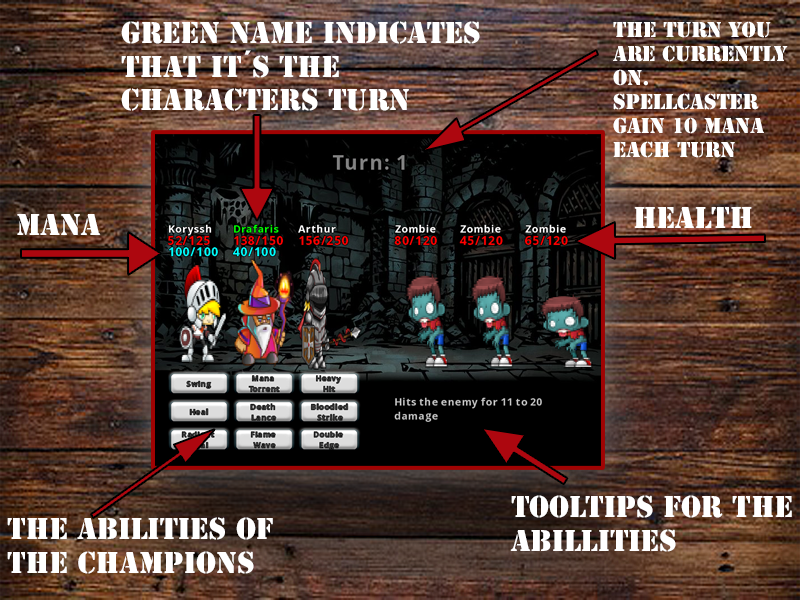 GREEN NAME INDICATES
THAT IT´S THE
CHARACTERS TURN
THE TURN YOU
ARE CURRENTLY
ON.
SPELLCASTER
GAIN 10 MANA
EACH TURN
Turn: 1
MANA
HEALTH
Koryssh Drafaris Arthur Zombie Zombie Zombie
52/125 138/150 156/250 80/120 45/120 65/120
100/100 40/100
Swing
Mana
Torrent
Heavy
Hit
Heal
Death
Lance
Bloodied
Strike
Flame
Wave
Double
Edge
Hits the enemy for 11 to 20
damage
THE ABILITIES OF
THE CHAMPIONS
TOOLTIPS FOR THE
ABILLITIES